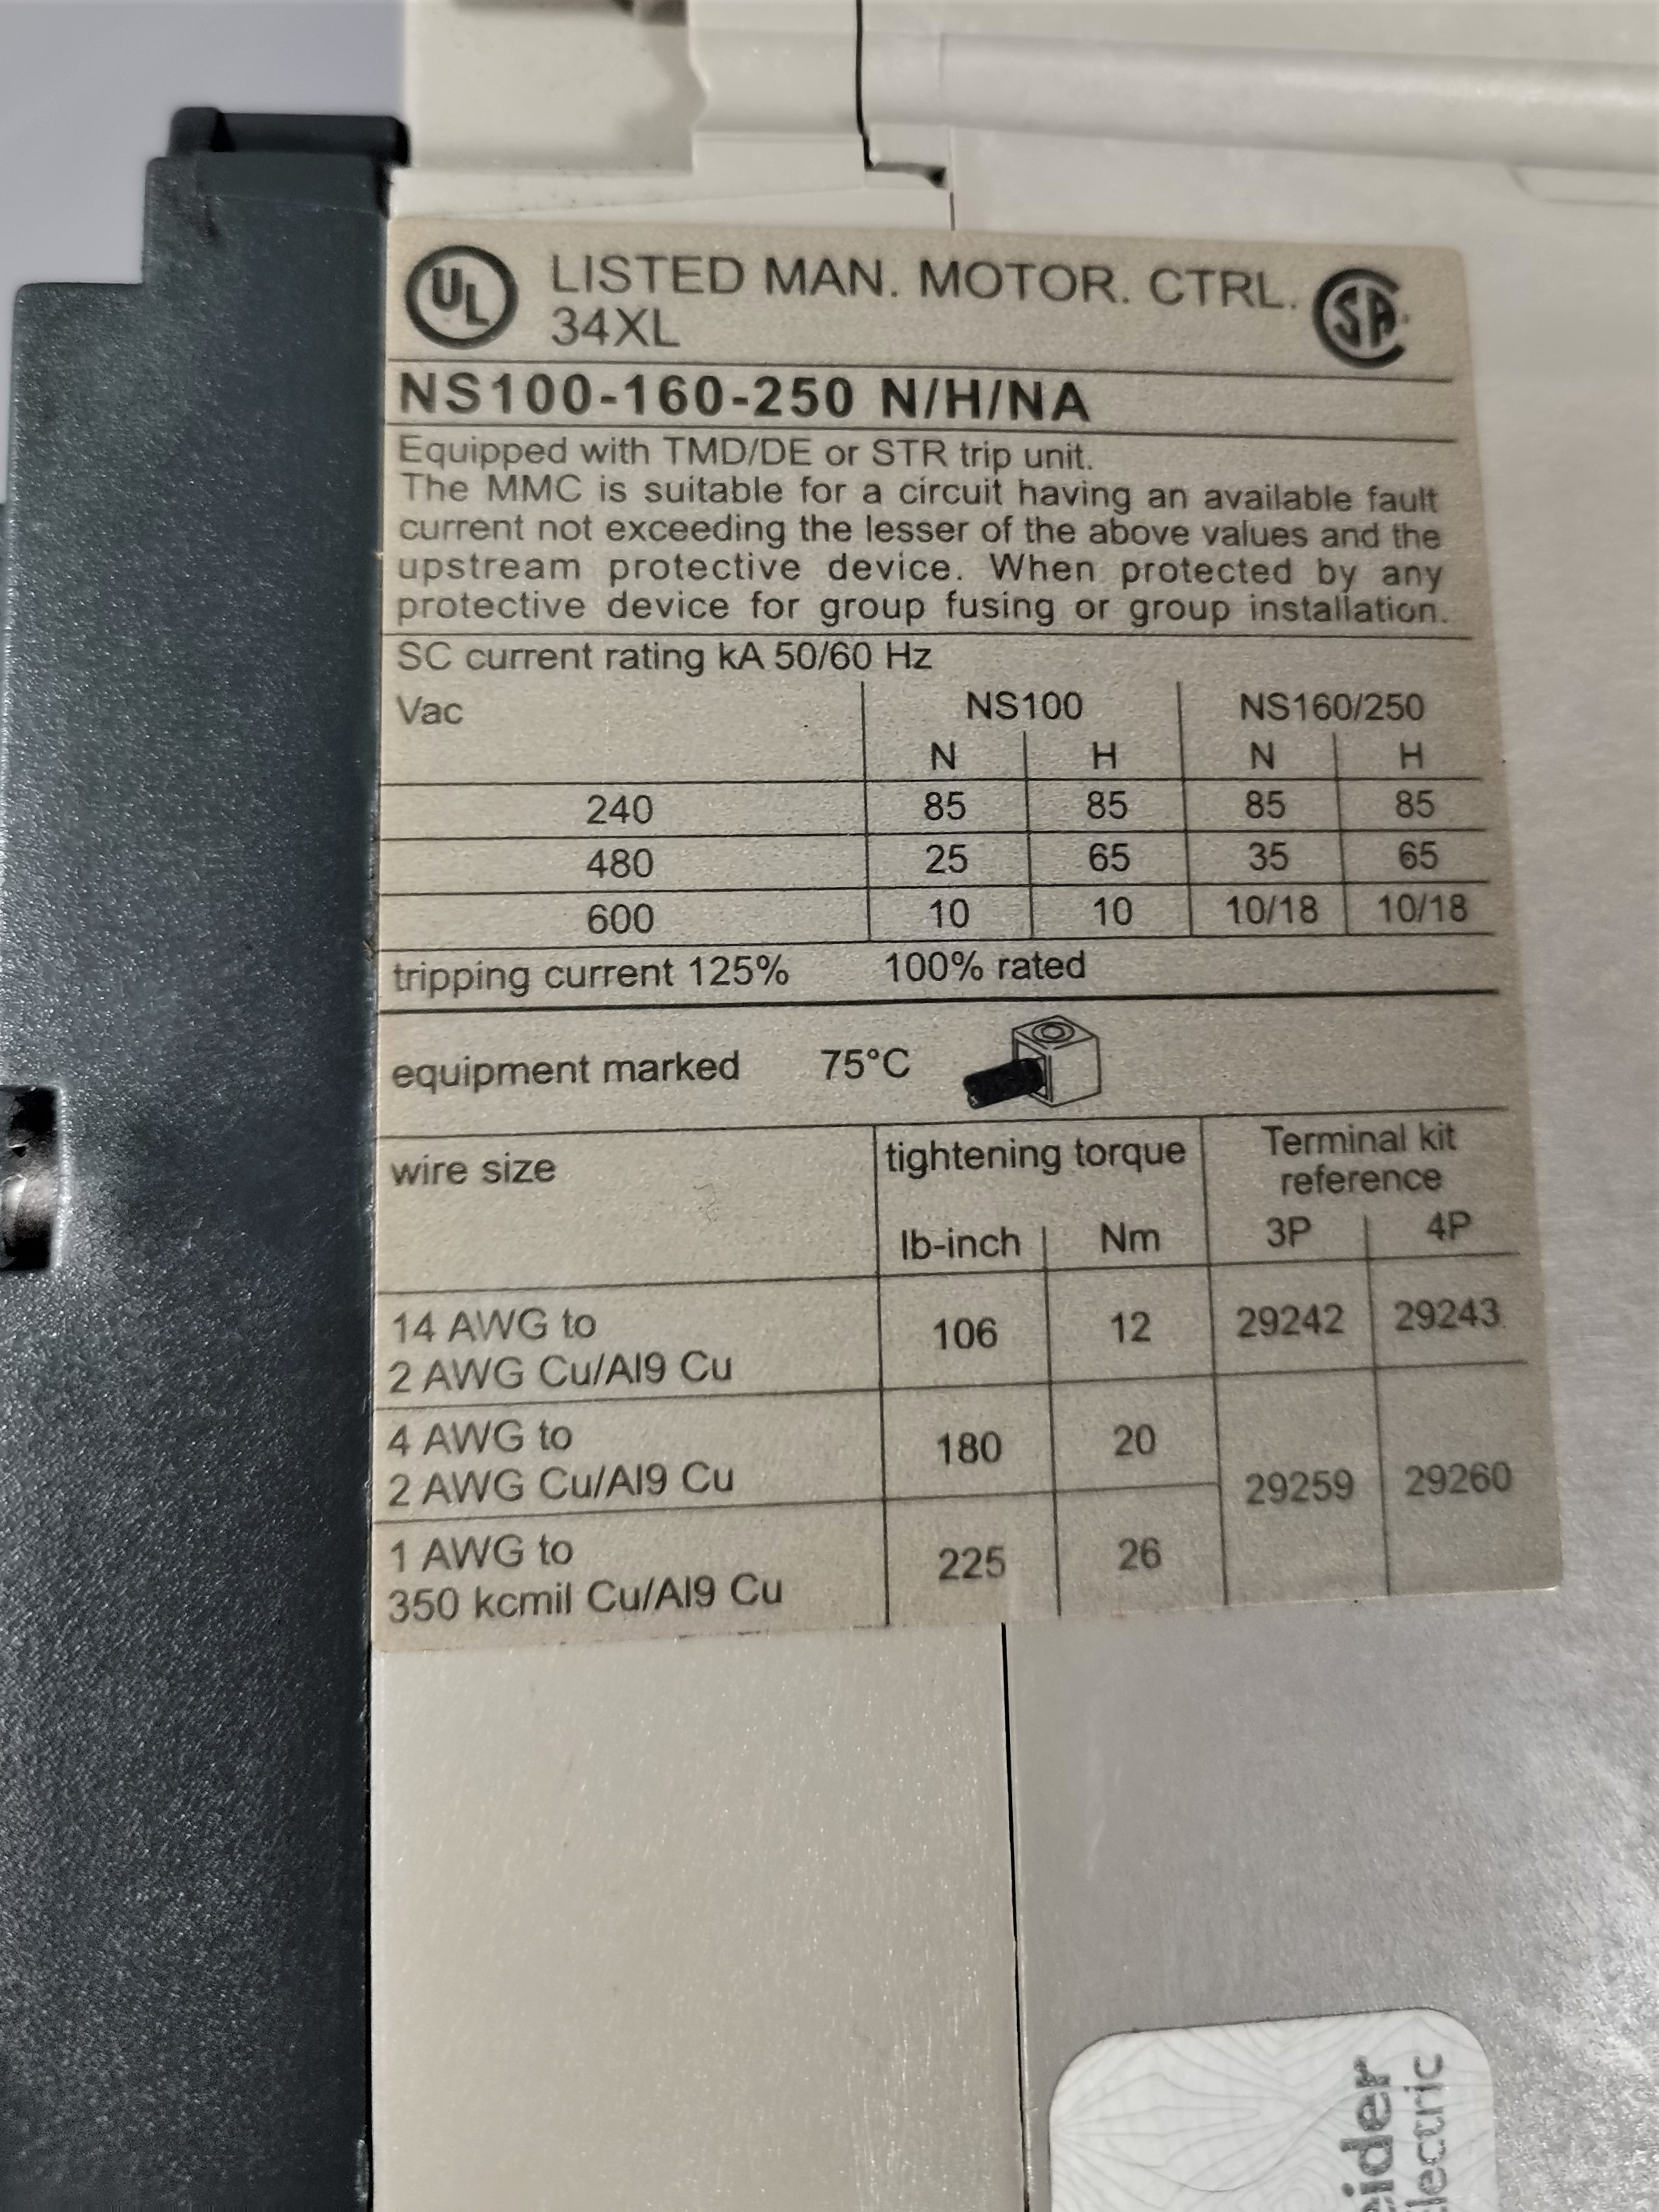 UL LISTED MAN. MOTOR. CTRL. SA
34XL
NS100-160-250 N/H/NA
Equipped with TMD/DE or STR trip unit.
The MMC is suitable for a circuit having an available fault
current not exceeding the lesser of the above values and the
upstream protective device. When protected by any
protective device for group fusing or group installation.
SC current rating kA 50/60 Hz
Vac NS100 NS160/250
N H N H
240 85 85 85 85
480 25 65 35 65
600 10 10 10/18 10/18
tripping current 125% 100% rated
equipment marked 75°C
wire size tightening torque Terminal kit
reference
lb-inch Nm 3P 4P
14 AWG to
2 AWG Cu/Al9 Cu 106 12 29242 29243
4 AWG to
2 AWG Cu/Al9 Cu 180 20 29259 29260
1 AWG to
350 kcmil Cu/Al9 Cu 225 26
eider
lectric